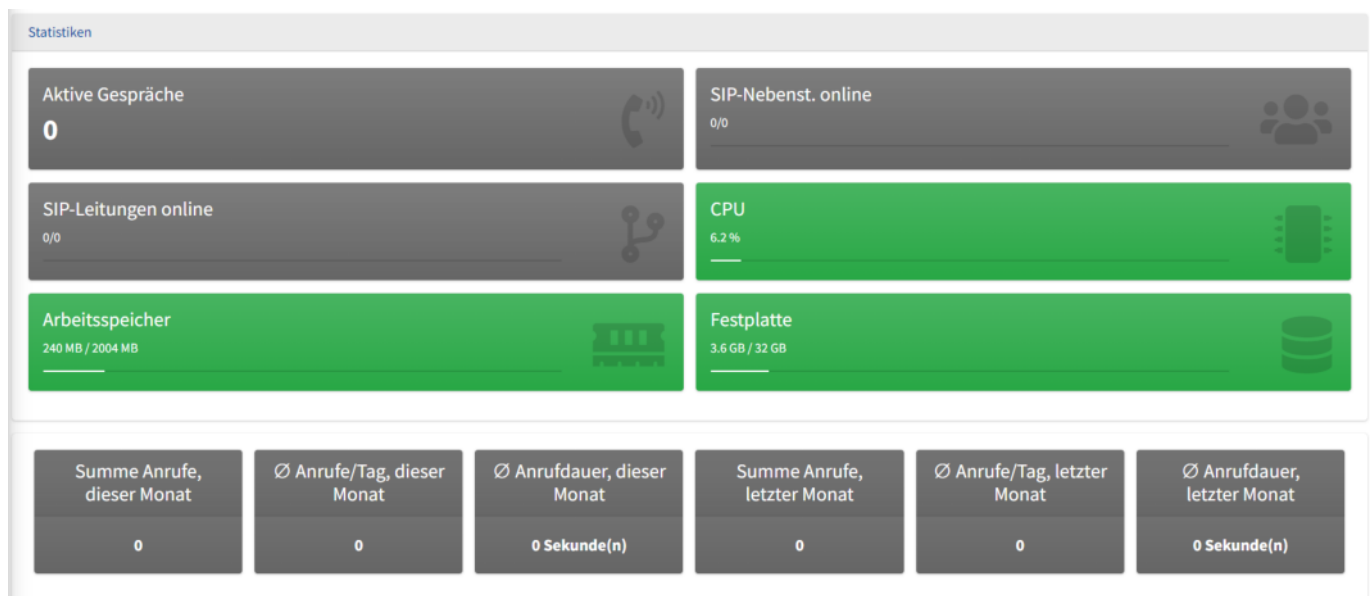 Statistiken
Aktive Gespräche
0
SIP-Nebenst. online
0/0
SIP-Leitungen online
0/0
CPU
6.2 %
Arbeitsspeicher
240 MB / 2004 MB
Festplatte
3.6 GB / 32 GB
Summe Anrufe,
dieser Monat
0
∅ Anrufe/Tag, dieser
Monat
0
∅ Anrufdauer, dieser
Monat
0 Sekunde(n)
Summe Anrufe,
letzter Monat
0
∅ Anrufe/Tag, letzter
Monat
0
∅ Anrufdauer,
letzter Monat
0 Sekunde(n)